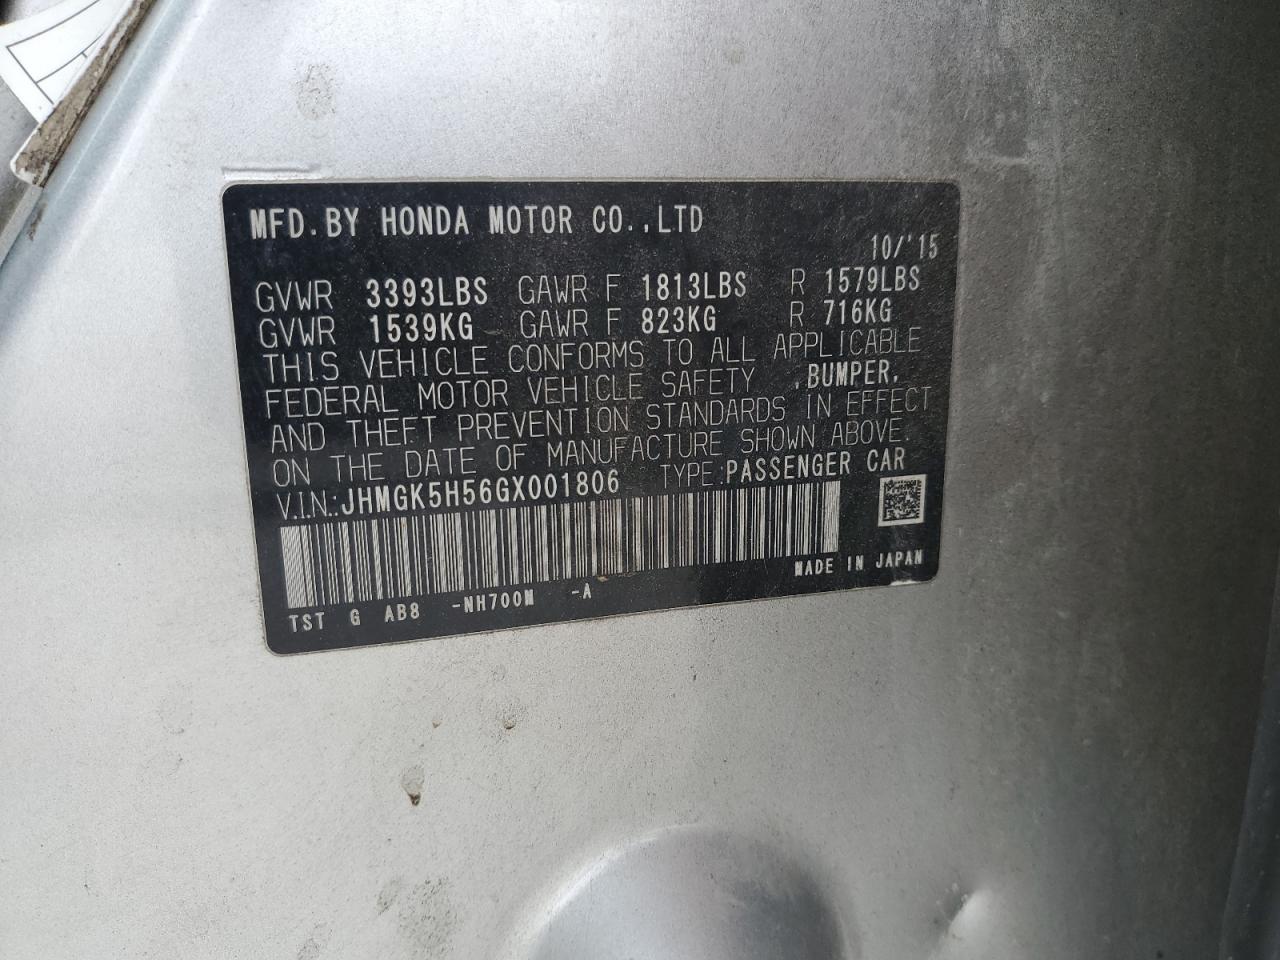 MFD.BY HONDA MOTOR CO.,LTD
10/'15
GVWR 3393LBS GAWR F 1813LBS R 1579LBS
GVWR 1539KG GAWR F 823KG R 716KG
THIS VEHICLE CONFORMS TO ALL APPLICABLE
FEDERAL MOTOR VEHICLE SAFETY ,BUMPER,
AND THEFT PREVENTION STANDARDS IN EFFECT
ON THE DATE OF MANUFACTURE SHOWN ABOVE.
V.I.N.:JHMGK5H56GX001806 TYPE:PASSENGER CAR
MADE IN JAPAN
TST G AB8 -NH700M -A